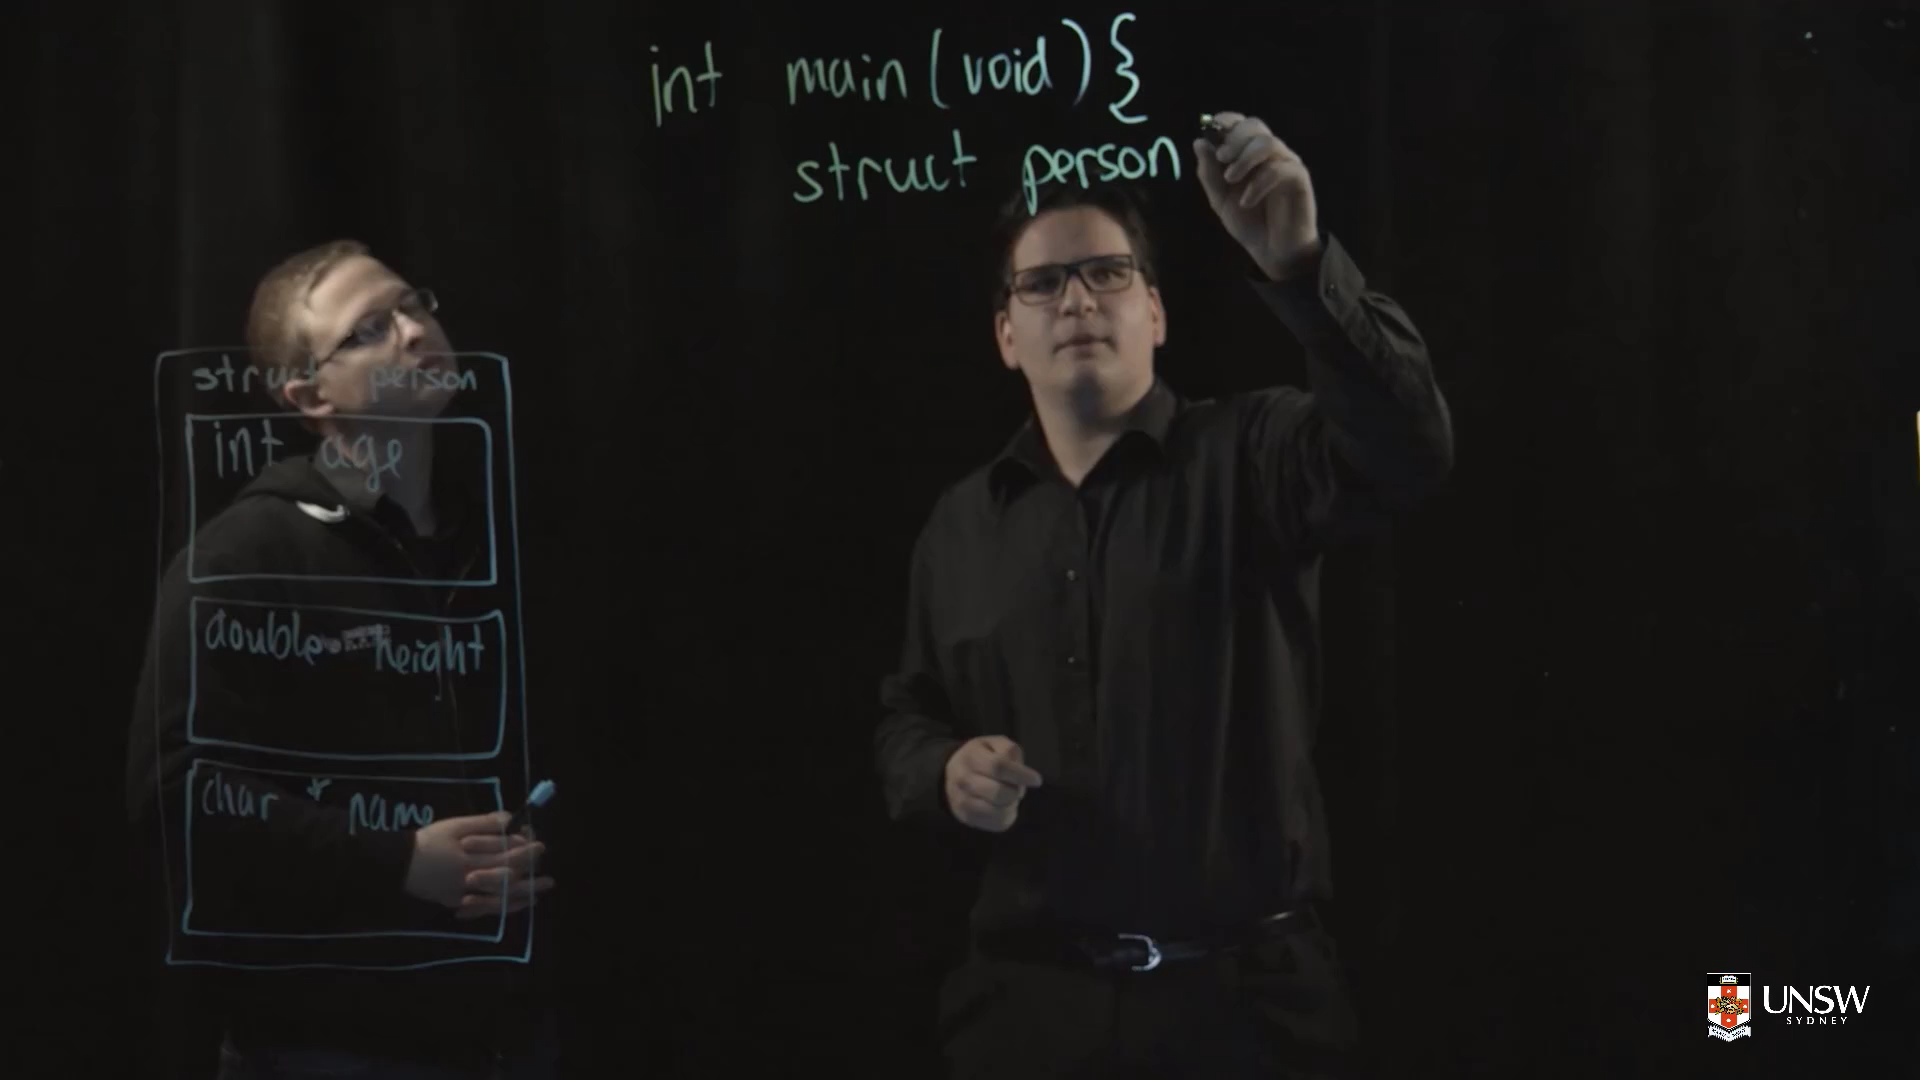 int main(void){
struct person
struct person
int age
double height
char * name
UNSW
SYDNEY